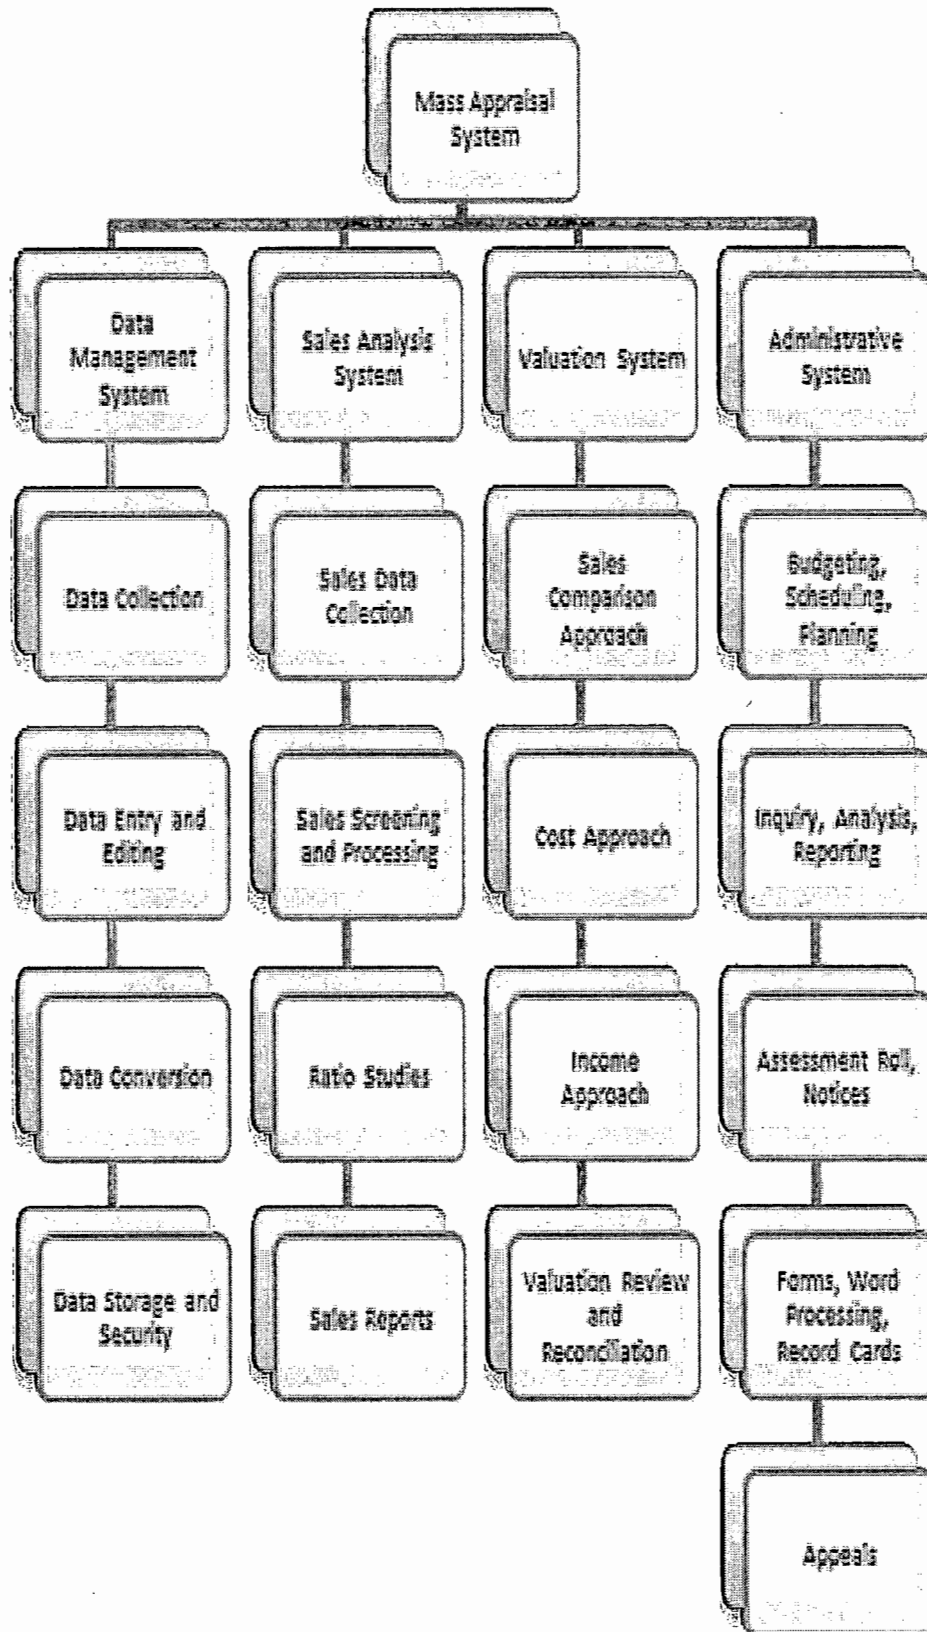 Mass Appraisal
System
Data
Management
System
Sales Analysis
System
Valuation System
Administrative
System
Data Collection
Sales Data
Collection
Sales
Comparison
Approach
Budgeting,
Scheduling,
Planning
Data Entry and
Editing
Sales Screening
and Processing
Cost Approach
Inquiry, Analysis,
Reporting
Data Conversion
Ratio Studies
Income
Approach
Assessment Roll,
Notices
Data Storage and
Security
Sales Reports
Valuation Review
and
Reconciliation
Forms, Word
Processing,
Record Cards
Appeals